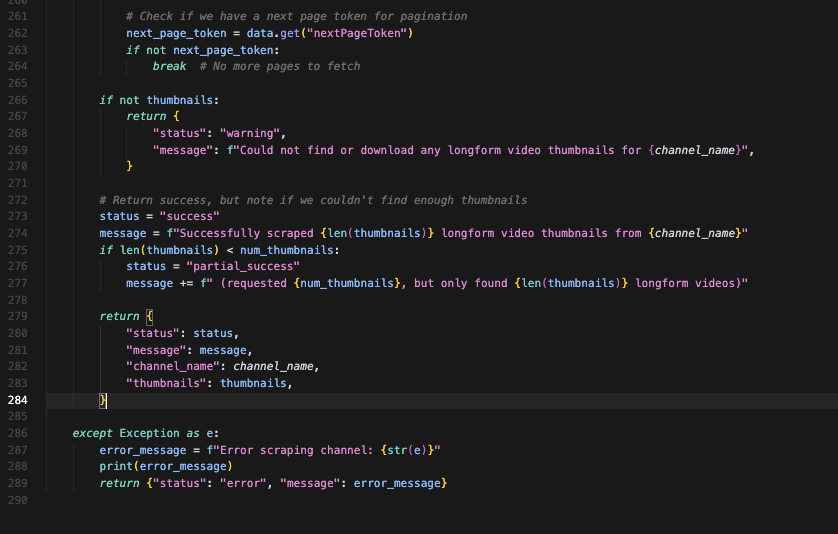 261 # Check if we have a next page token for pagination
262 next_page_token = data.get("nextPageToken")
263 if not next_page_token:
264 break  # No more pages to fetch
265
266 if not thumbnails:
267 return {
268 "status": "warning",
269 "message": f"Could not find or download any longform video thumbnails for {channel_name}",
270 }
271
272 # Return success, but note if we couldn't find enough thumbnails
273 status = "success"
274 message = f"Successfully scraped {len(thumbnails)} longform video thumbnails from {channel_name}"
275 if len(thumbnails) < num_thumbnails:
276 status = "partial_success"
277 message += f" (requested {num_thumbnails}, but only found {len(thumbnails)} longform videos)"
278
279 return {
280 "status": status,
281 "message": message,
282 "channel_name": channel_name,
283 "thumbnails": thumbnails,
284 }
285
286 except Exception as e:
287 error_message = f"Error scraping channel: {str(e)}"
288 print(error_message)
289 return {"status": "error", "message": error_message}
290